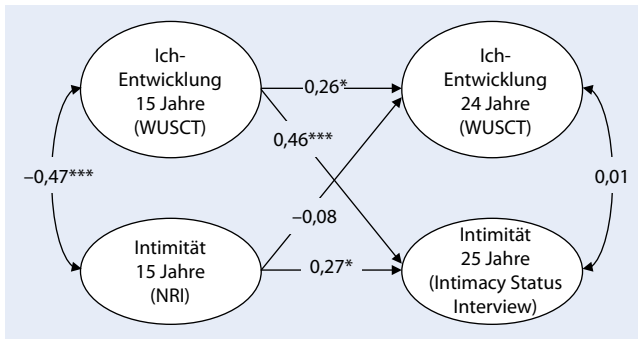 Ich-
Entwicklung
15 Jahre
(WUSCT)
Ich-
Entwicklung
24 Jahre
(WUSCT)
0,26*
0,46***
–0,47***
0,01
–0,08
0,27*
Intimität
15 Jahre
(NRI)
Intimität
25 Jahre
(Intimacy Status
Interview)